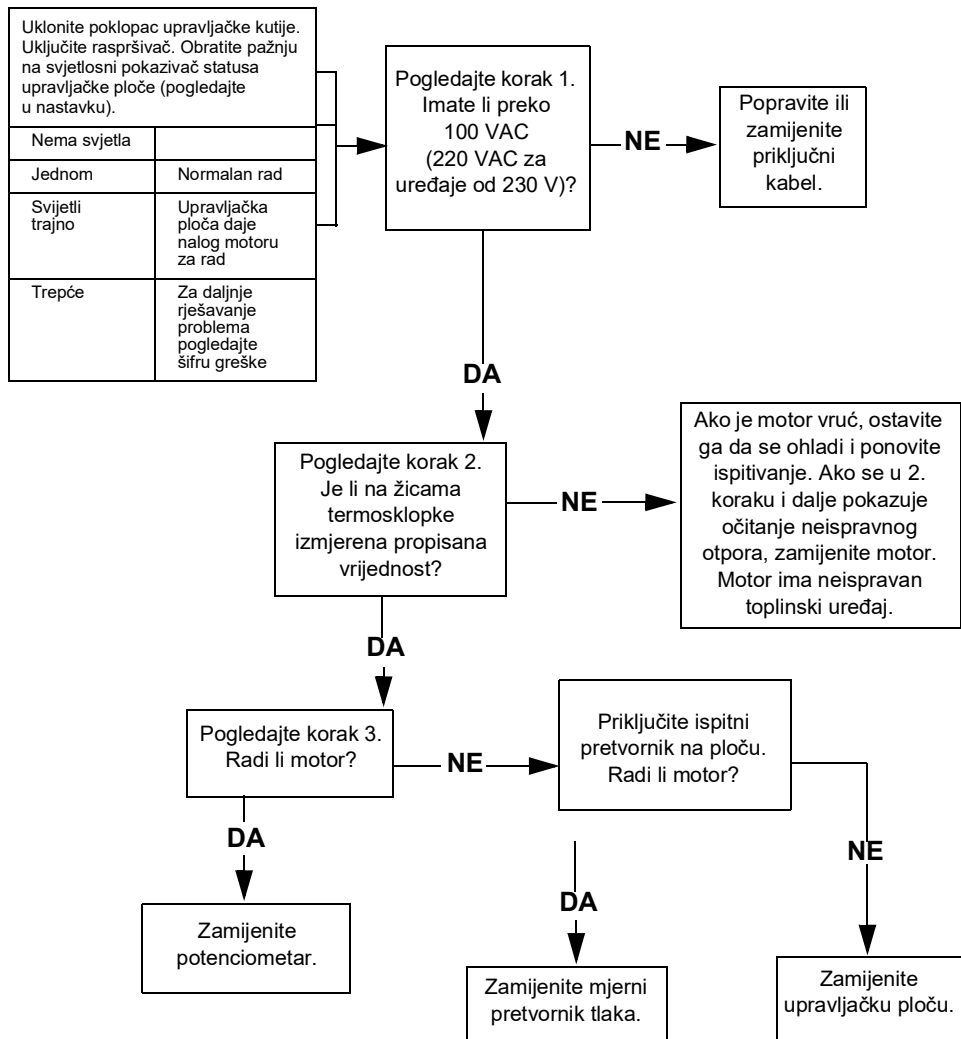 Uklonite poklopac upravljačke kutije.
Uključite raspršivač. Obratite pažnju
na svjetlosni pokazivač statusa
upravljačke ploče (pogledajte
u nastavku).
Nema svjetla
Jednom
Normalan rad
Svijetli
trajno
Upravljačka
ploča daje
nalog motoru
za rad
Trepće
Za daljnje
rješavanje
problema
pogledajte
šifru greške
Pogledajte korak 1.
Imate li preko
100 VAC
(220 VAC za
uređaje od 230 V)?
NE
Popravite ili
zamijenite
priključni
kabel.
DA
Pogledajte korak 2.
Je li na žicama
termosklopke
izmjerena propisana
vrijednost?
NE
Ako je motor vruć, ostavite
ga da se ohladi i ponovite
ispitivanje. Ako se u 2.
koraku i dalje pokazuje
očitanje neispravnog
otpora, zamijenite motor.
Motor ima neispravan
toplinski uređaj.
DA
Pogledajte korak 3.
Radi li motor?
NE
Priključite ispitni
pretvornik na ploču.
Radi li motor?
DA
NE
DA
Zamijenite
potenciometar.
Zamijenite mjerni
pretvornik tlaka.
Zamijenite
upravljačku ploču.